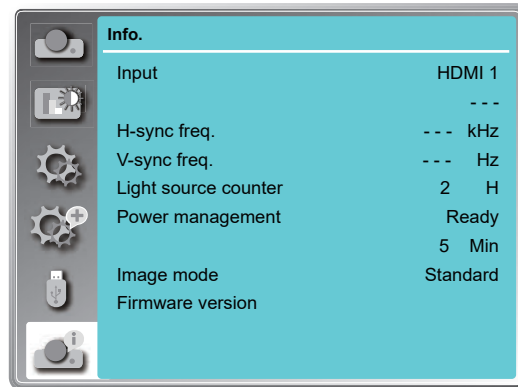 Info.
Input HDMI 1
- - -
H-sync freq. - - - kHz
V-sync freq. - - - Hz
Light source counter 2 H
Power management Ready
5 Min
Image mode Standard
Firmware version